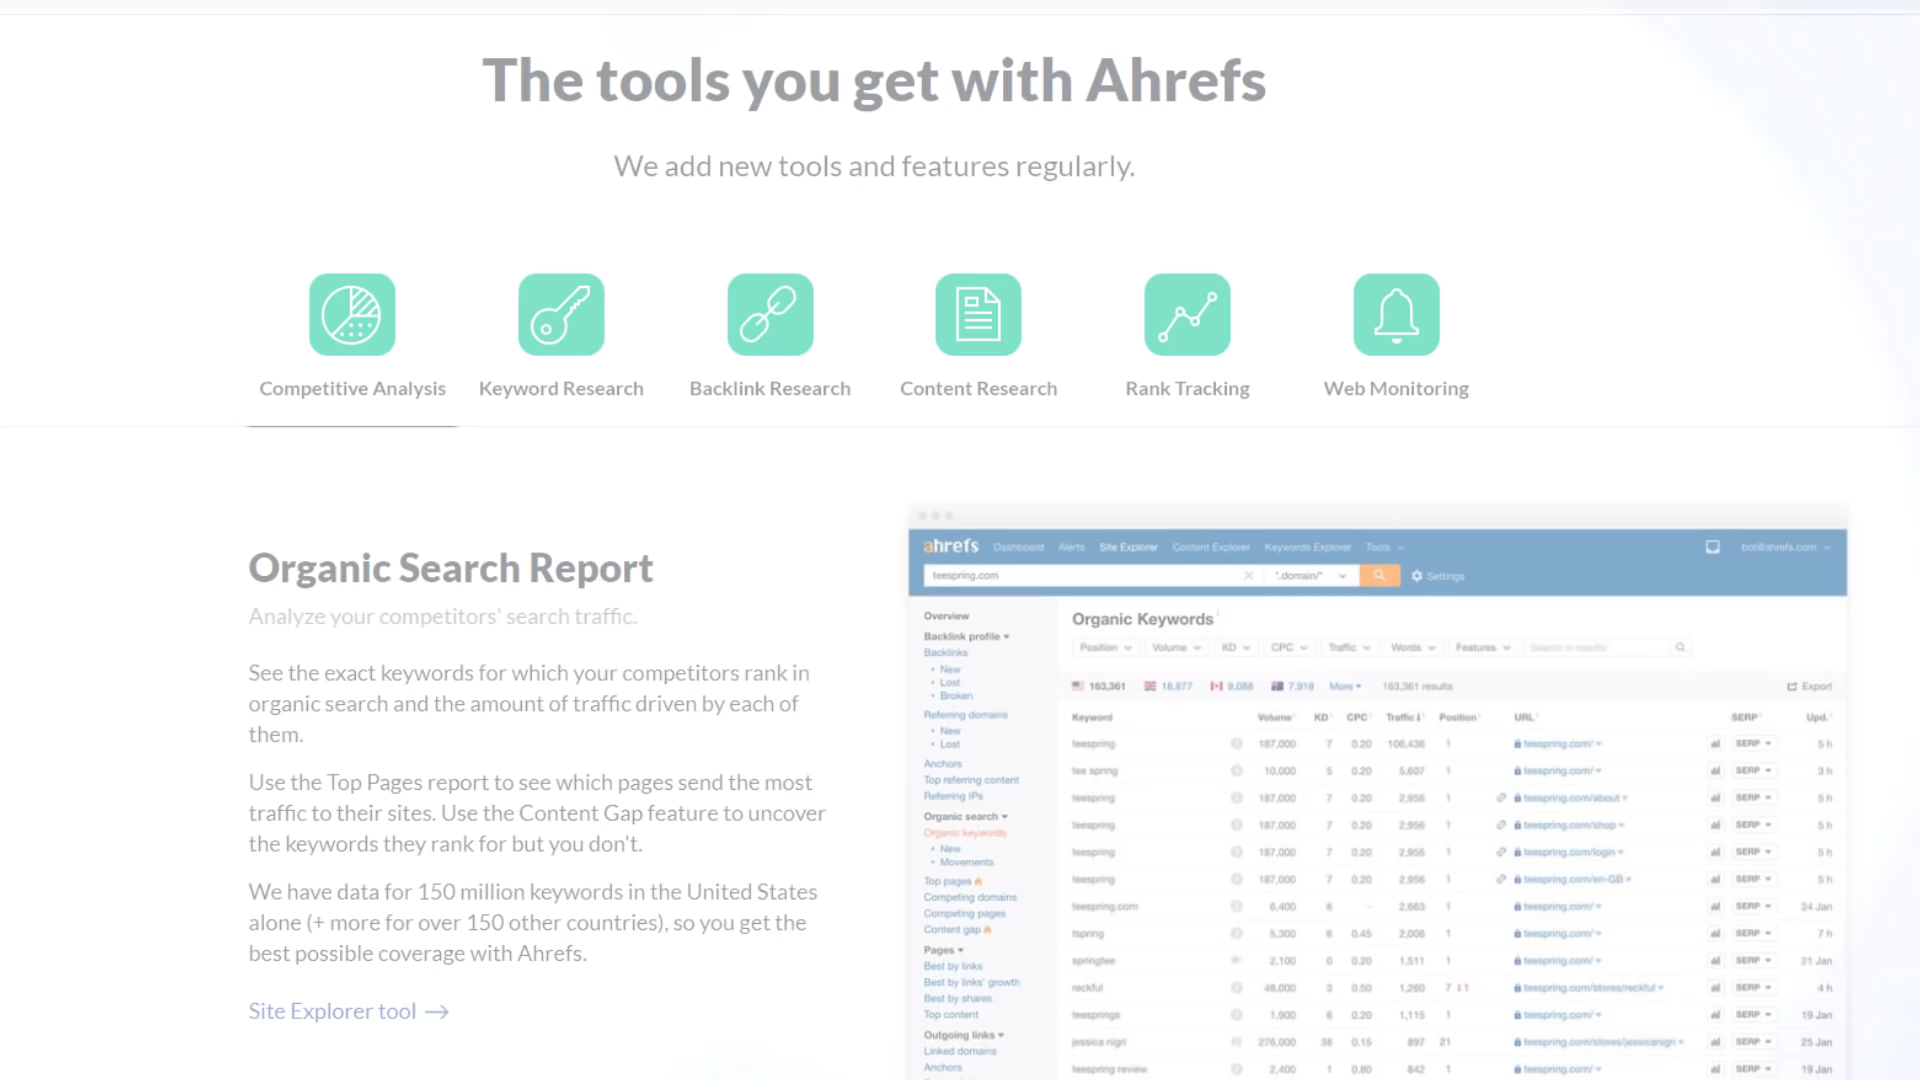 The tools you get with Ahrefs
We add new tools and features regularly.
Competitive Analysis Keyword Research Backlink Research Content Research Rank Tracking Web Monitoring
Organic Search Report
Analyze your competitors' search traffic.
See the exact keywords for which your competitors rank in
organic search and the amount of traffic driven by each of
them.
Use the Top Pages report to see which pages send the most
traffic to their sites. Use the Content Gap feature to uncover
the keywords they rank for but you don't.
We have data for 150 million keywords in the United States
alone (+ more for over 150 other countries), so you get the
best possible coverage with Ahrefs.
Site Explorer tool →
ahrefs Dashboard Alerts Site Explorer Content Explorer Keywords Explorer Tools
teespring.com *.domain/* Settings
Overview
Backlink profile
Backlinks
New
Lost
Broken
Referring domains
New
Lost
Anchors
Top referring content
Referring IPs
Organic search
Organic keywords
New
Movements
Top pages
Competing domains
Competing pages
Content gap
Pages
Best by links
Best by links' growth
Best by shares
Top content
Outgoing links
Linked domains
Anchors
Organic Keywords
Position Volume KD CPC Traffic Words Features Search in results
163,361 18,877 9,088 7,918 More 163,361 results Export
Keyword Volume KD CPC Traffic Position URL SERP Upd.
teespring 187,000 7 0.20 106,436 1 teespring.com/ SERP 5 h
tee spring 10,000 5 0.20 5,607 1 teespring.com/ SERP 3 h
teespring 187,000 7 0.20 2,956 1 teespring.com/about SERP 5 h
teespring 187,000 7 0.20 2,956 1 teespring.com/shop SERP 5 h
teespring 187,000 7 0.20 2,956 1 teespring.com/login SERP 5 h
teespring 187,000 7 0.20 2,956 1 teespring.com/en-GB SERP 5 h
teespring.com 6,400 6 – 2,663 1 teespring.com/ SERP 24 Jan
tspring 5,300 6 0.45 2,006 1 teespring.com/ SERP 7 h
springtee 2,100 0 0.20 1,511 1 teespring.com/ SERP 21 Jan
reckful 48,000 3 0.50 1,260 7 ↓1 teespring.com/stores/reckful SERP 4 h
teesprings 1,900 6 0.20 1,115 1 teespring.com/ SERP 19 Jan
jessica nigri 276,000 38 0.15 897 21 teespring.com/stores/jessicanigri SERP 25 Jan
teespring review 2,400 1 0.80 842 1 teespring.com/ SERP 19 Jan